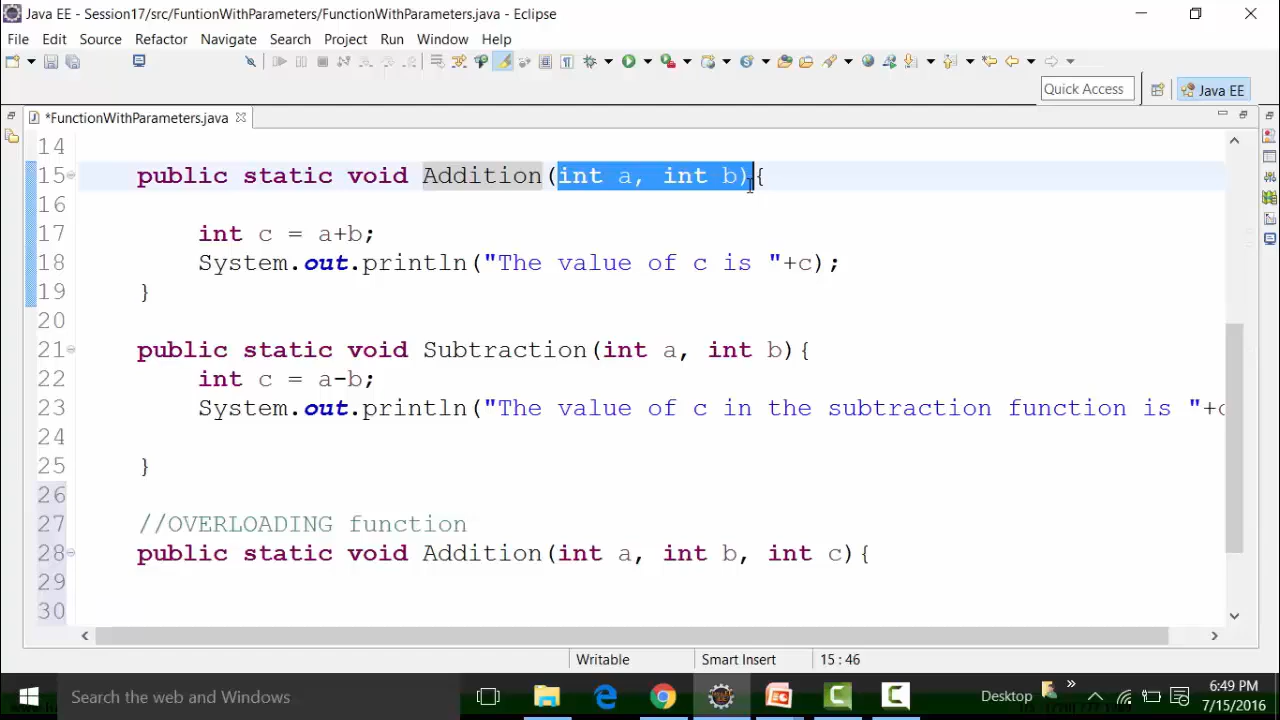 Java EE - Session17/src/FuntionWithParameters/FunctionWithParameters.java - Eclipse
File Edit Source Refactor Navigate Search Project Run Window Help
Quick Access
Java EE
*FunctionWithParameters.java
14
15 public static void Addition(int a, int b){
16
17 int c = a+b;
18 System.out.println("The value of c is "+c);
19 }
20
21 public static void Subtraction(int a, int b){
22 int c = a-b;
23 System.out.println("The value of c in the subtraction function is "+c
24
25 }
26
27 //OVERLOADING function
28 public static void Addition(int a, int b, int c){
29
30
Writable Smart Insert 15 : 46
Search the web and Windows
Desktop
6:49 PM
7/15/2016